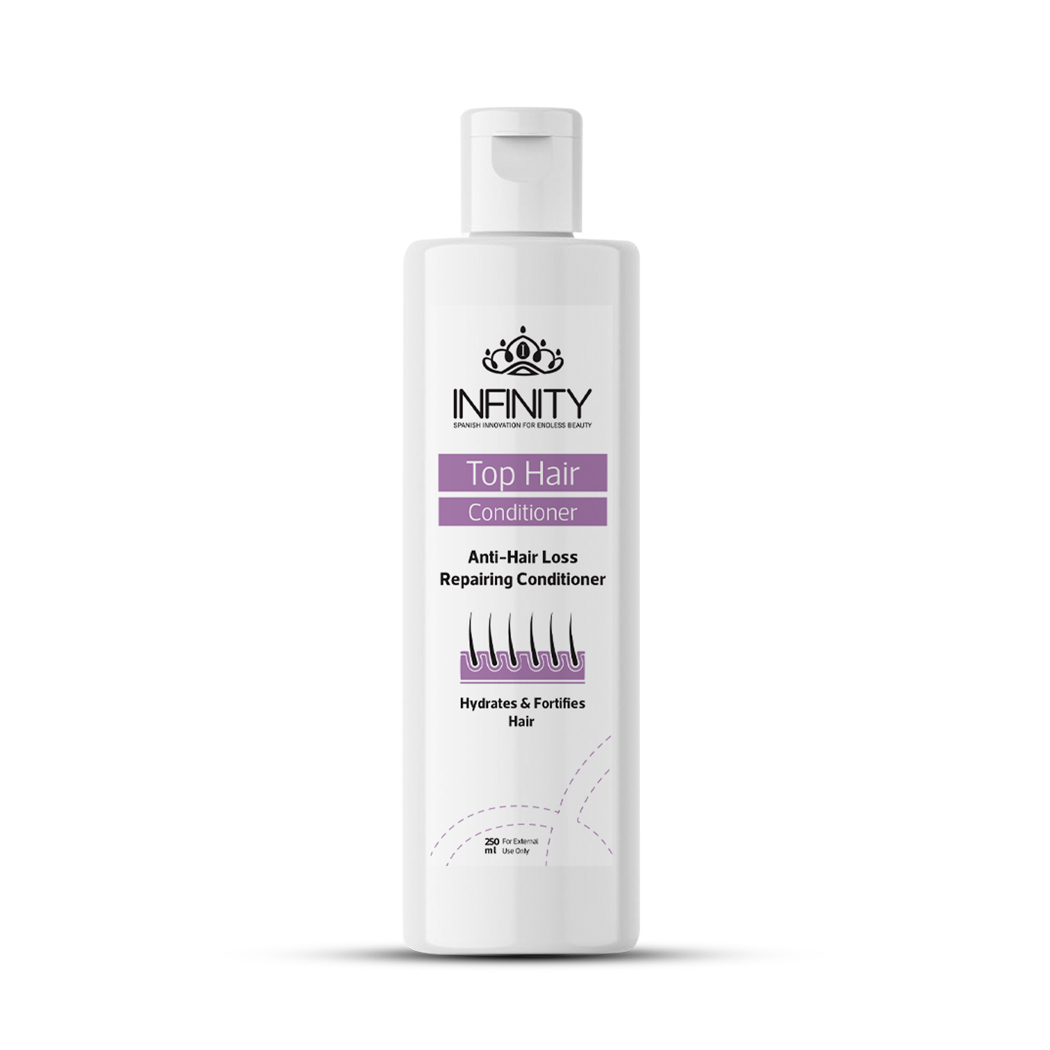 INFINITY
SPANISH INNOVATION FOR ENDLESS BEAUTY
Top Hair
Conditioner
Anti-Hair Loss
Repairing Conditioner
Hydrates & Fortifies
Hair
250 For External
ml Use Only